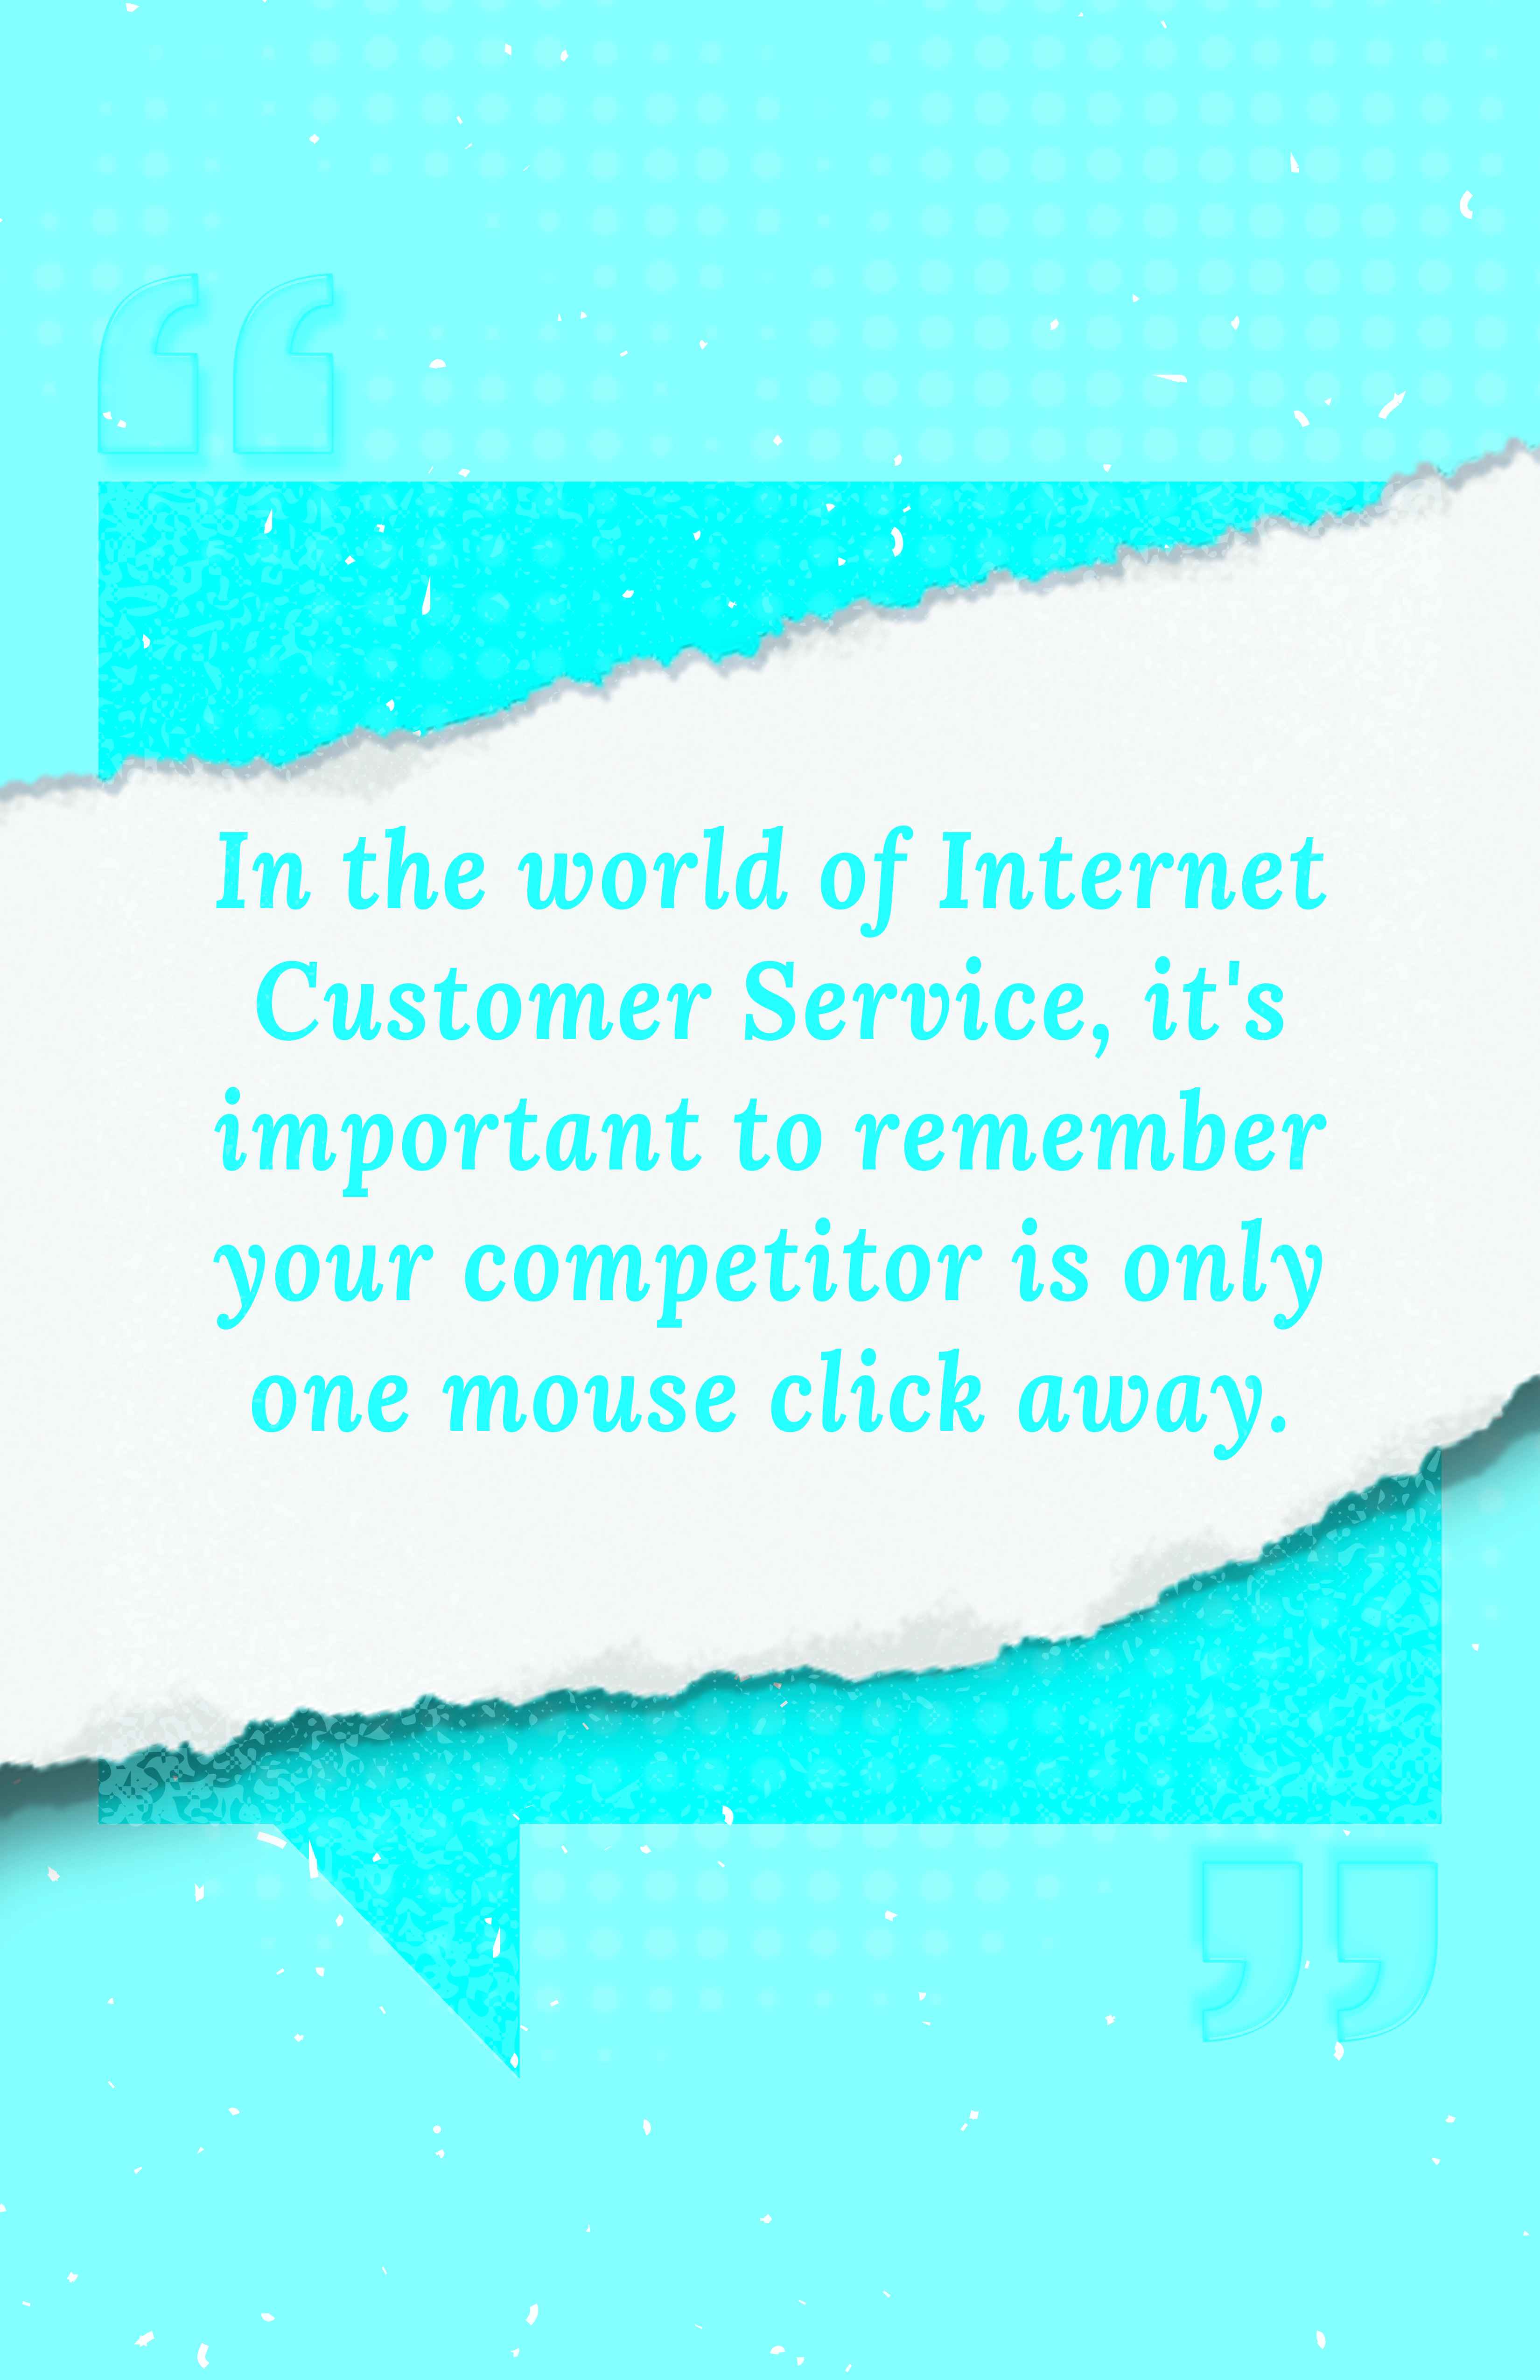 In the world of Internet
Customer Service, it's
important to remember
your competitor is only
one mouse click away.